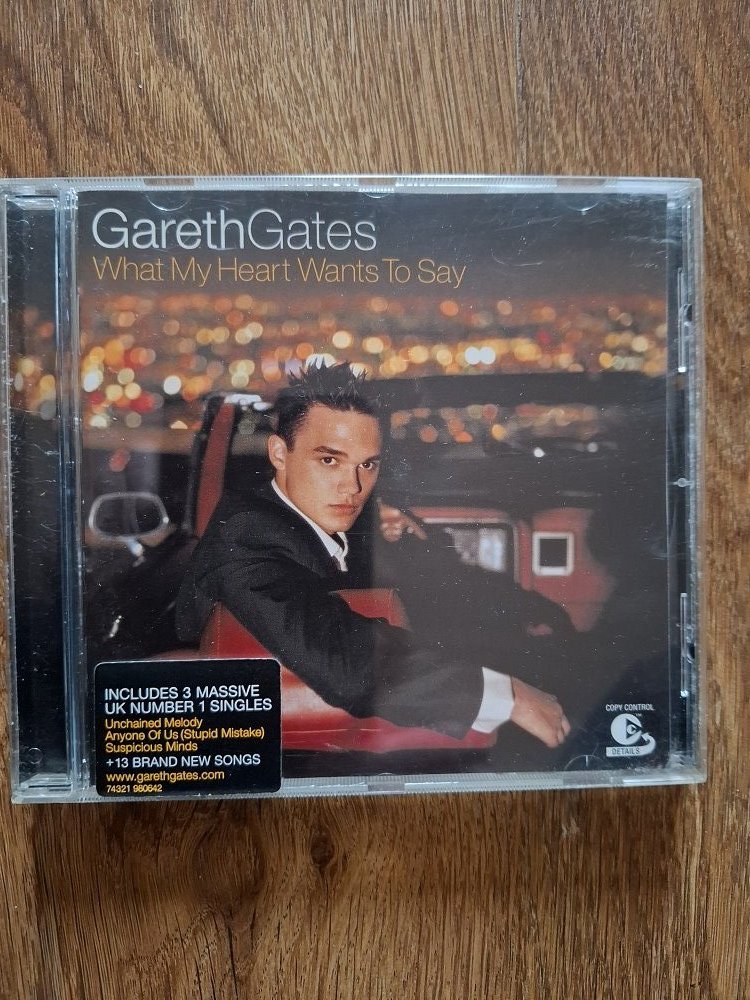 GarethGates
What My Heart Wants To Say
INCLUDES 3 MASSIVE
UK NUMBER 1 SINGLES
Unchained Melody
Anyone Of Us (Stupid Mistake)
Suspicious Minds
+13 BRAND NEW SONGS
www.garethgates.com
74321 980642
COPY CONTROL
TM
DETAILS